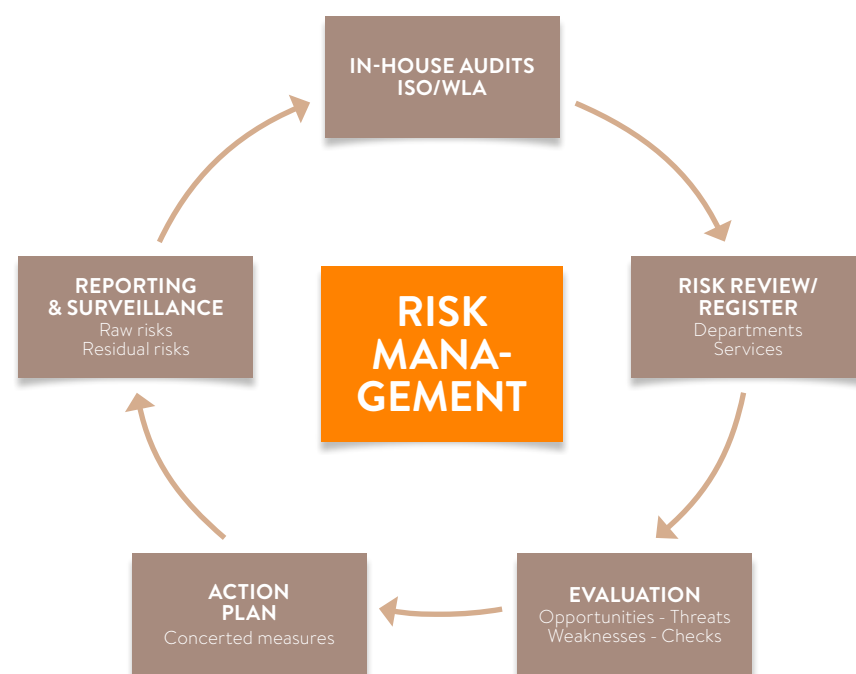 IN-HOUSE AUDITS
ISO/WLA
RISK REVIEW/
REGISTER
Departments
Services
EVALUATION
Opportunities - Threats
Weaknesses - Checks
ACTION
PLAN
Concerted measures
REPORTING
& SURVEILLANCE
Raw risks
Residual risks
RISK
MANA-
GEMENT